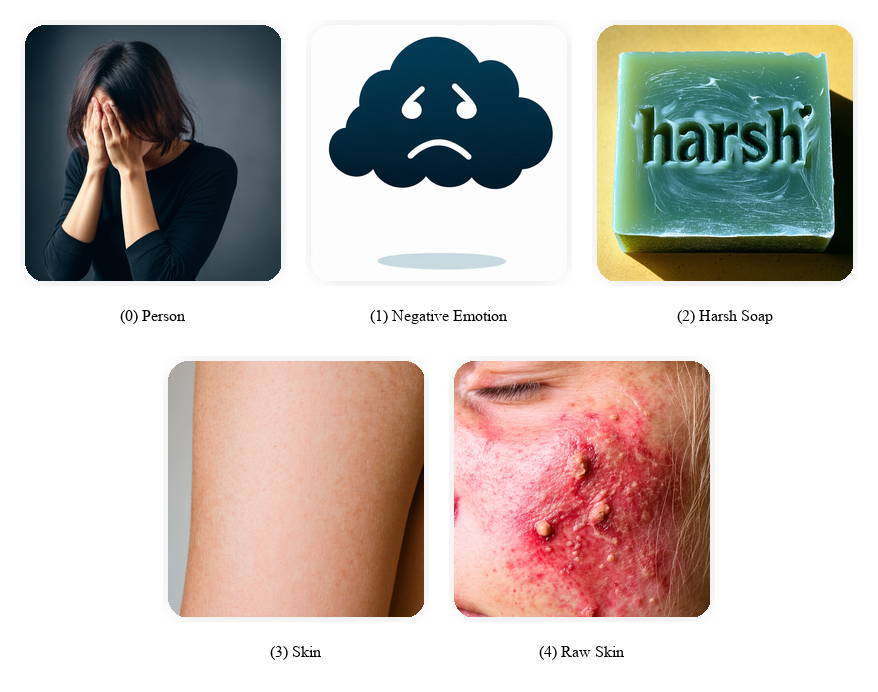 harsh
(0) Person
(1) Negative Emotion
(2) Harsh Soap
(3) Skin
(4) Raw Skin